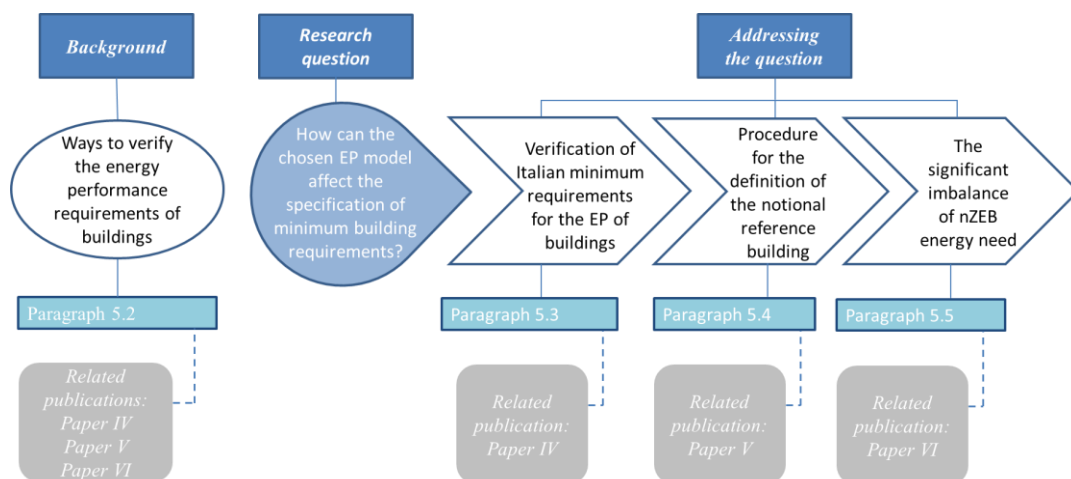 Background
Ways to verify
the energy
performance
requirements of
buildings
Paragraph 5.2
Related
publications:
Paper IV
Paper V
Paper VI
Research
question
How can the
chosen EP model
affect the
specification of
minimum building
requirements?
Addressing
the question
Verification of
Italian minimum
requirements
for the EP of
buildings
Paragraph 5.3
Related
publication:
Paper IV
Procedure
for the
definition of
the notional
reference
building
Paragraph 5.4
Related
publication:
Paper V
The
significant
imbalance
of nZEB
energy need
Paragraph 5.5
Related
publication:
Paper VI